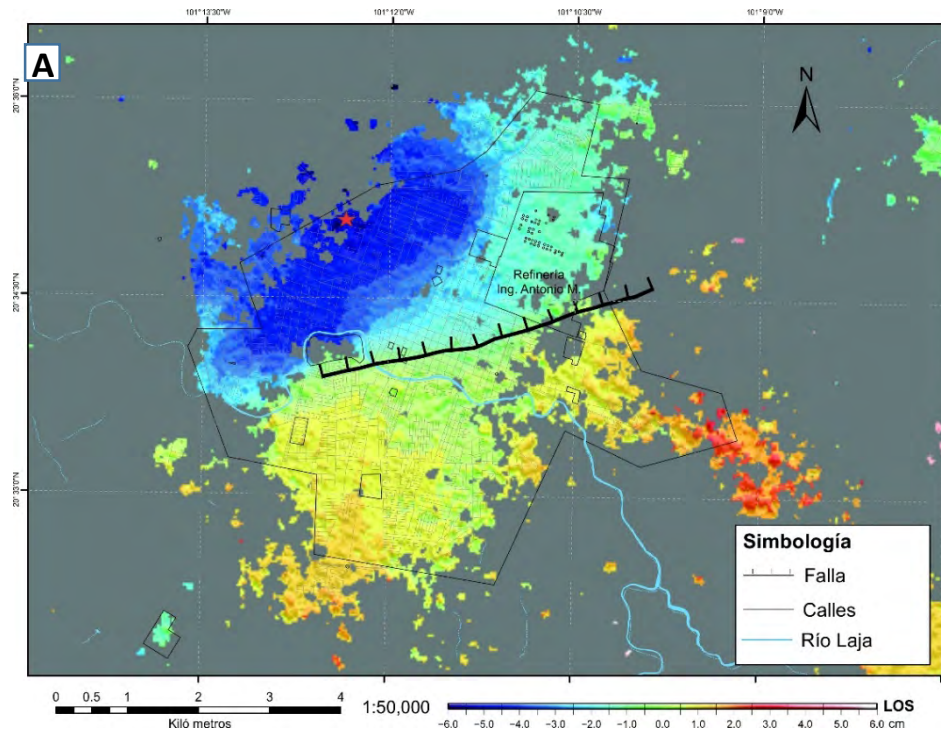 A
101°13'30"W 101°12'0"W 101°10'30"W 101°9'0"W
N
20°36'0"N
20°34'30"N
20°33'0"N
Refinería
Ing. Antonio M.
Simbología
Falla
Calles
Río Laja
0 0.5 1 2 3 4
Kiló metros
1:50,000
LOS
-6.0 -5.0 -4.0 -3.0 -2.0 -1.0 0.0 1.0 2.0 3.0 4.0 5.0 6.0 cm